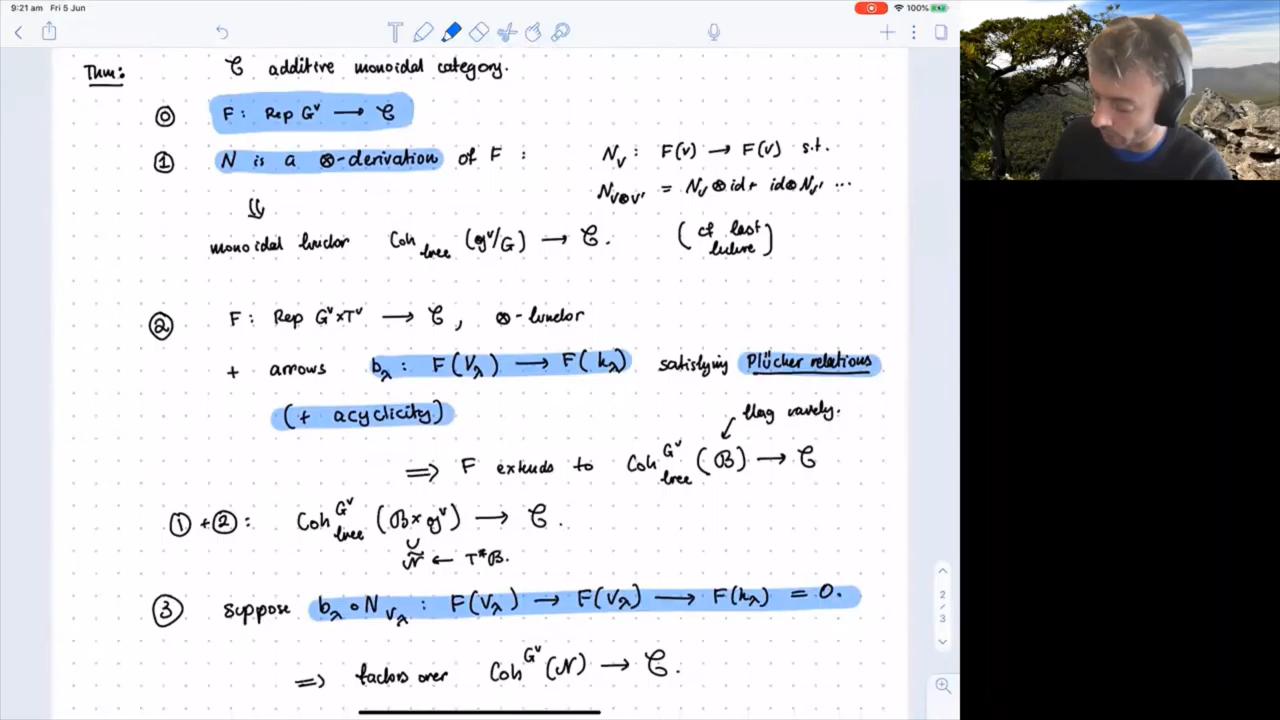 9:21 am Fri 5 Jun
100%
Thm: 𝒞 additive monoidal category.
⓪ F : Rep G^∨ ⟶ 𝒞
① N is a ⊗-derivation of F : N_V : F(V) → F(V) s.t.
N_{V⊗V'} = N_V ⊗ id + id ⊗ N_{V'} ...
⇓
monoidal functor Coh_free (𝔤^∨/G) → 𝒞. (cf last lecture)
② F : Rep G^∨×T^∨ ⟶ 𝒞, ⊗-functor
+ arrows b_λ : F(V_λ) ⟶ F(k_λ) satisfying Plücker relations
(+ acyclicity)
flag variety.
⟹ F extends to Coh^{G^∨}_free (ℬ) ⟶ 𝒞
① + ② : Coh^{G^∨}_free (ℬ × 𝔤^∨) ⟶ 𝒞.
∪
Ñ ← T*ℬ.
③ suppose b_λ ∘ N_{V_λ} : F(V_λ) → F(V_λ) ⟶ F(k_λ) = 0.
⟹ factors over Coh^{G^∨}(𝒩) → 𝒞.
2
/
3